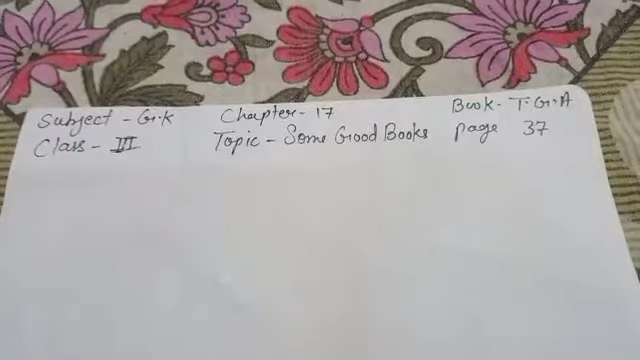 Subject - G.K Chapter - 17 Book - T.G.A
Class - III Topic - Some Good Books Page 37